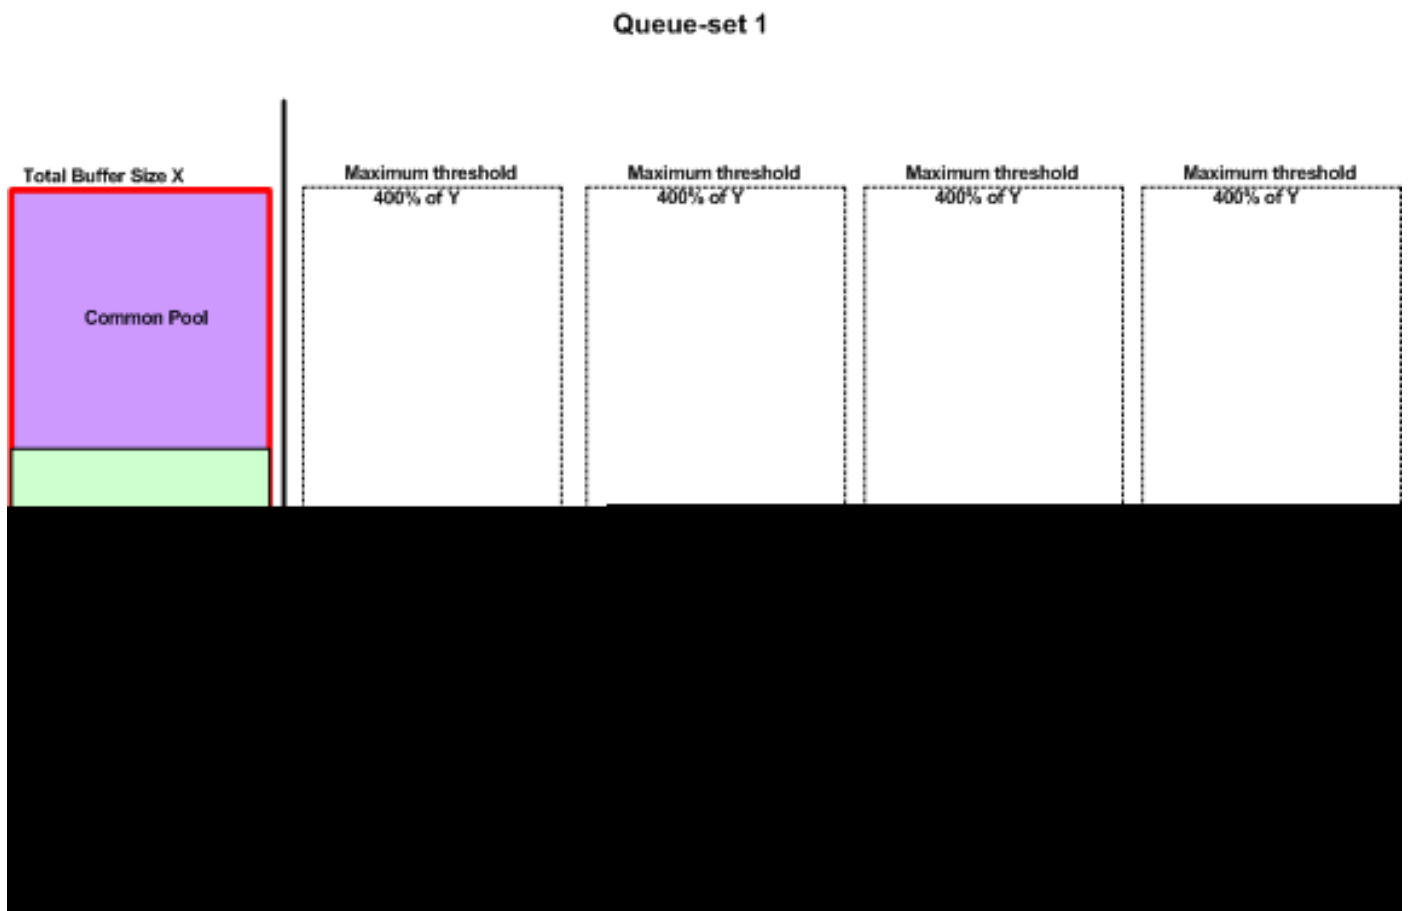 Queue-set 1
Total Buffer Size X
Common Pool
Maximum threshold
400% of Y
Maximum threshold
400% of Y
Maximum threshold
400% of Y
Maximum threshold
400% of Y